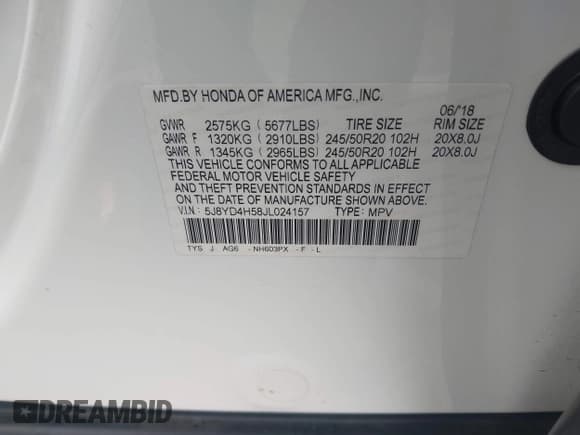 MFD.BY HONDA OF AMERICA MFG.,INC.
06/'18
GVWR 2575KG ( 5677LBS) TIRE SIZE RIM SIZE
GAWR F 1320KG ( 2910LBS) 245/50R20 102H 20X8.0J
GAWR R 1345KG ( 2965LBS) 245/50R20 102H 20X8.0J
THIS VEHICLE CONFORMS TO ALL APPLICABLE
FEDERAL MOTOR VEHICLE SAFETY
AND THEFT PREVENTION STANDARDS IN EFFECT
ON THE DATE OF MANUFACTURE SHOWN ABOVE.
V.I.N : 5J8YD4H58JL024157 TYPE: MPV
TYS J AG6 - NH603PX - F - L
DREAMBID